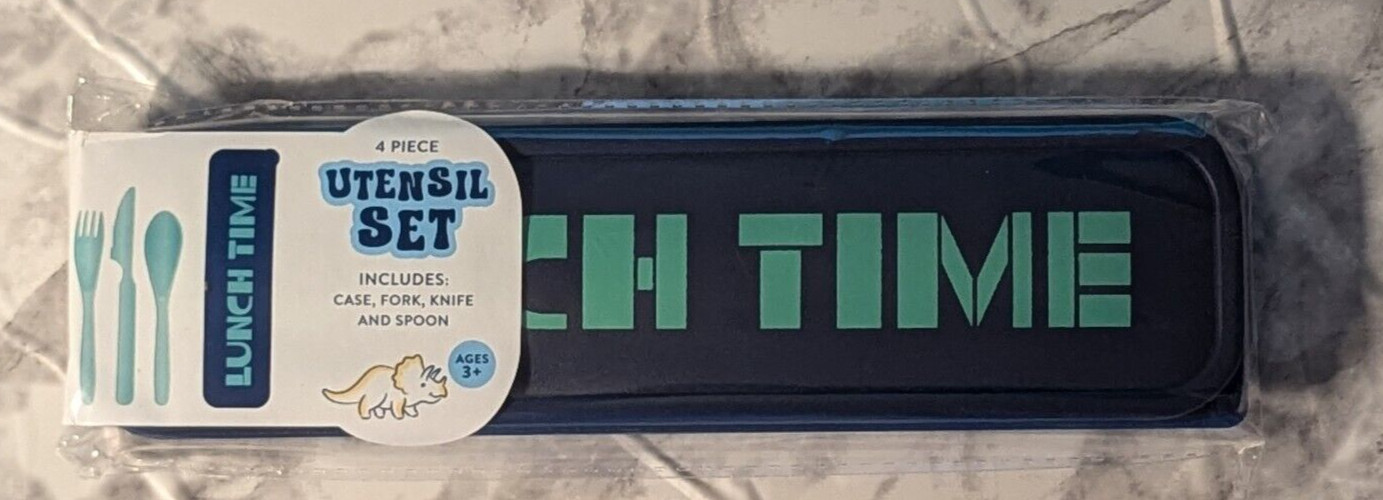 LUNCH TIME
4 PIECE
UTENSIL
SET
INCLUDES:
CASE, FORK, KNIFE
AND SPOON
AGES
3+
CH TIME